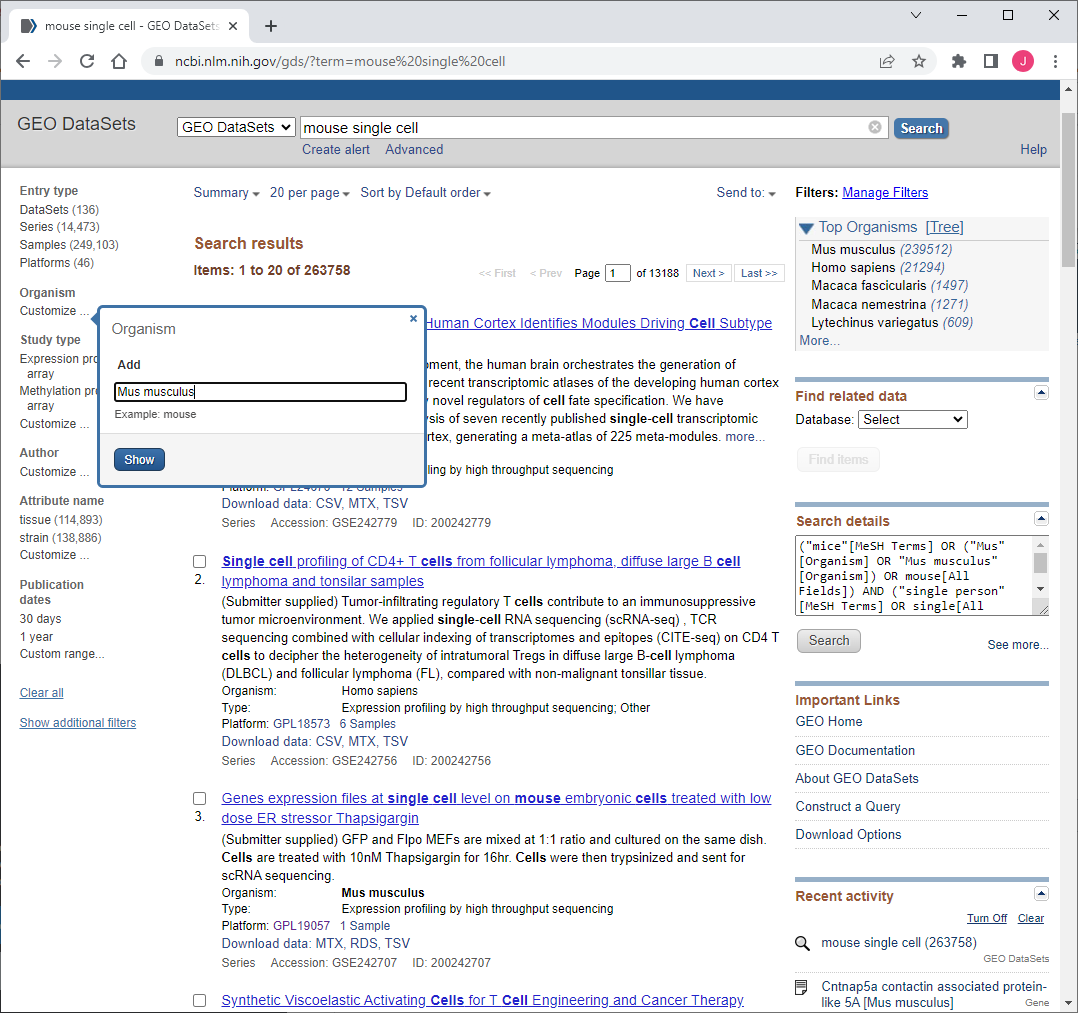 mouse single cell - GEO DataSets
ncbi.nlm.nih.gov/gds/?term=mouse%20single%20cell
J
GEO DataSets
GEO DataSets
mouse single cell
Search
Create alert Advanced
Help
Entry type
DataSets (136)
Series (14,473)
Samples (249,103)
Platforms (46)
Organism
Customize ...
Study type
Expression pro
array
Methylation pro
array
Customize ...
Author
Customize ...
Attribute name
tissue (114,893)
strain (138,886)
Customize ...
Publication
dates
30 days
1 year
Custom range...
Clear all
Show additional filters
Organism
×
Add
Mus musculus
Example: mouse
Show
Summary 20 per page Sort by Default order
Send to:
Search results
Items: 1 to 20 of 263758
<< First < Prev Page 1 of 13188 Next > Last >>
Human Cortex Identifies Modules Driving Cell Subtype
ment, the human brain orchestrates the generation of
recent transcriptomic atlases of the developing human cortex
novel regulators of cell fate specification. We have
sis of seven recently published single-cell transcriptomic
rtex, generating a meta-atlas of 225 meta-modules. more...
ling by high throughput sequencing
Platform: GPL24676 12 Samples
Download data: CSV, MTX, TSV
Series Accession: GSE242779 ID: 200242779
Single cell profiling of CD4+ T cells from follicular lymphoma, diffuse large B cell
2. lymphoma and tonsilar samples
(Submitter supplied) Tumor-infiltrating regulatory T cells contribute to an immunosuppressive
tumor microenvironment. We applied single-cell RNA sequencing (scRNA-seq) , TCR
sequencing combined with cellular indexing of transcriptomes and epitopes (CITE-seq) on CD4 T
cells to decipher the heterogeneity of intratumoral Tregs in diffuse large B-cell lymphoma
(DLBCL) and follicular lymphoma (FL), compared with non-malignant tonsillar tissue.
Organism: Homo sapiens
Type: Expression profiling by high throughput sequencing; Other
Platform: GPL18573 6 Samples
Download data: CSV, MTX, TSV
Series Accession: GSE242756 ID: 200242756
Genes expression files at single cell level on mouse embryonic cells treated with low
3. dose ER stressor Thapsigargin
(Submitter supplied) GFP and Flpo MEFs are mixed at 1:1 ratio and cultured on the same dish.
Cells are treated with 10nM Thapsigargin for 16hr. Cells were then trypsinized and sent for
scRNA sequencing.
Organism: Mus musculus
Type: Expression profiling by high throughput sequencing
Platform: GPL19057 1 Sample
Download data: MTX, RDS, TSV
Series Accession: GSE242707 ID: 200242707
Synthetic Viscoelastic Activating Cells for T Cell Engineering and Cancer Therapy
Filters: Manage Filters
Top Organisms [Tree]
Mus musculus (239512)
Homo sapiens (21294)
Macaca fascicularis (1497)
Macaca nemestrina (1271)
Lytechinus variegatus (609)
More...
Find related data
Database: Select
Find items
Search details
("mice"[MeSH Terms] OR ("Mus"
[Organism] OR "Mus musculus"
[Organism]) OR mouse[All
Fields]) AND ("single person"
[MeSH Terms] OR single[All
Search
See more...
Important Links
GEO Home
GEO Documentation
About GEO DataSets
Construct a Query
Download Options
Recent activity
Turn Off Clear
mouse single cell (263758)
GEO DataSets
Cntnap5a contactin associated protein-
like 5A [Mus musculus]
Gene